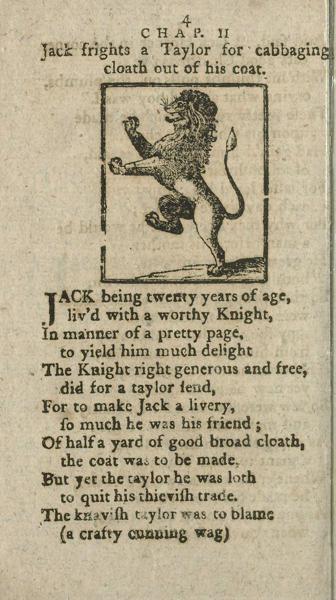 4
CHAP. II
Jack frights a Taylor for cabbaging
cloath out of his coat.
JACK being twenty years of age,
liv'd with a worthy Knight,
In manner of a pretty page,
to yield him much delight
The Knight right generous and free,
did for a taylor ſend,
For to make Jack a livery,
ſo much he was his friend ;
Of half a yard of good broad cloath,
the coat was to be made.
But yet the taylor he was loth
to quit his thieviſh trade.
The knaviſh taylor was to blame
(a crafty cunning wag)